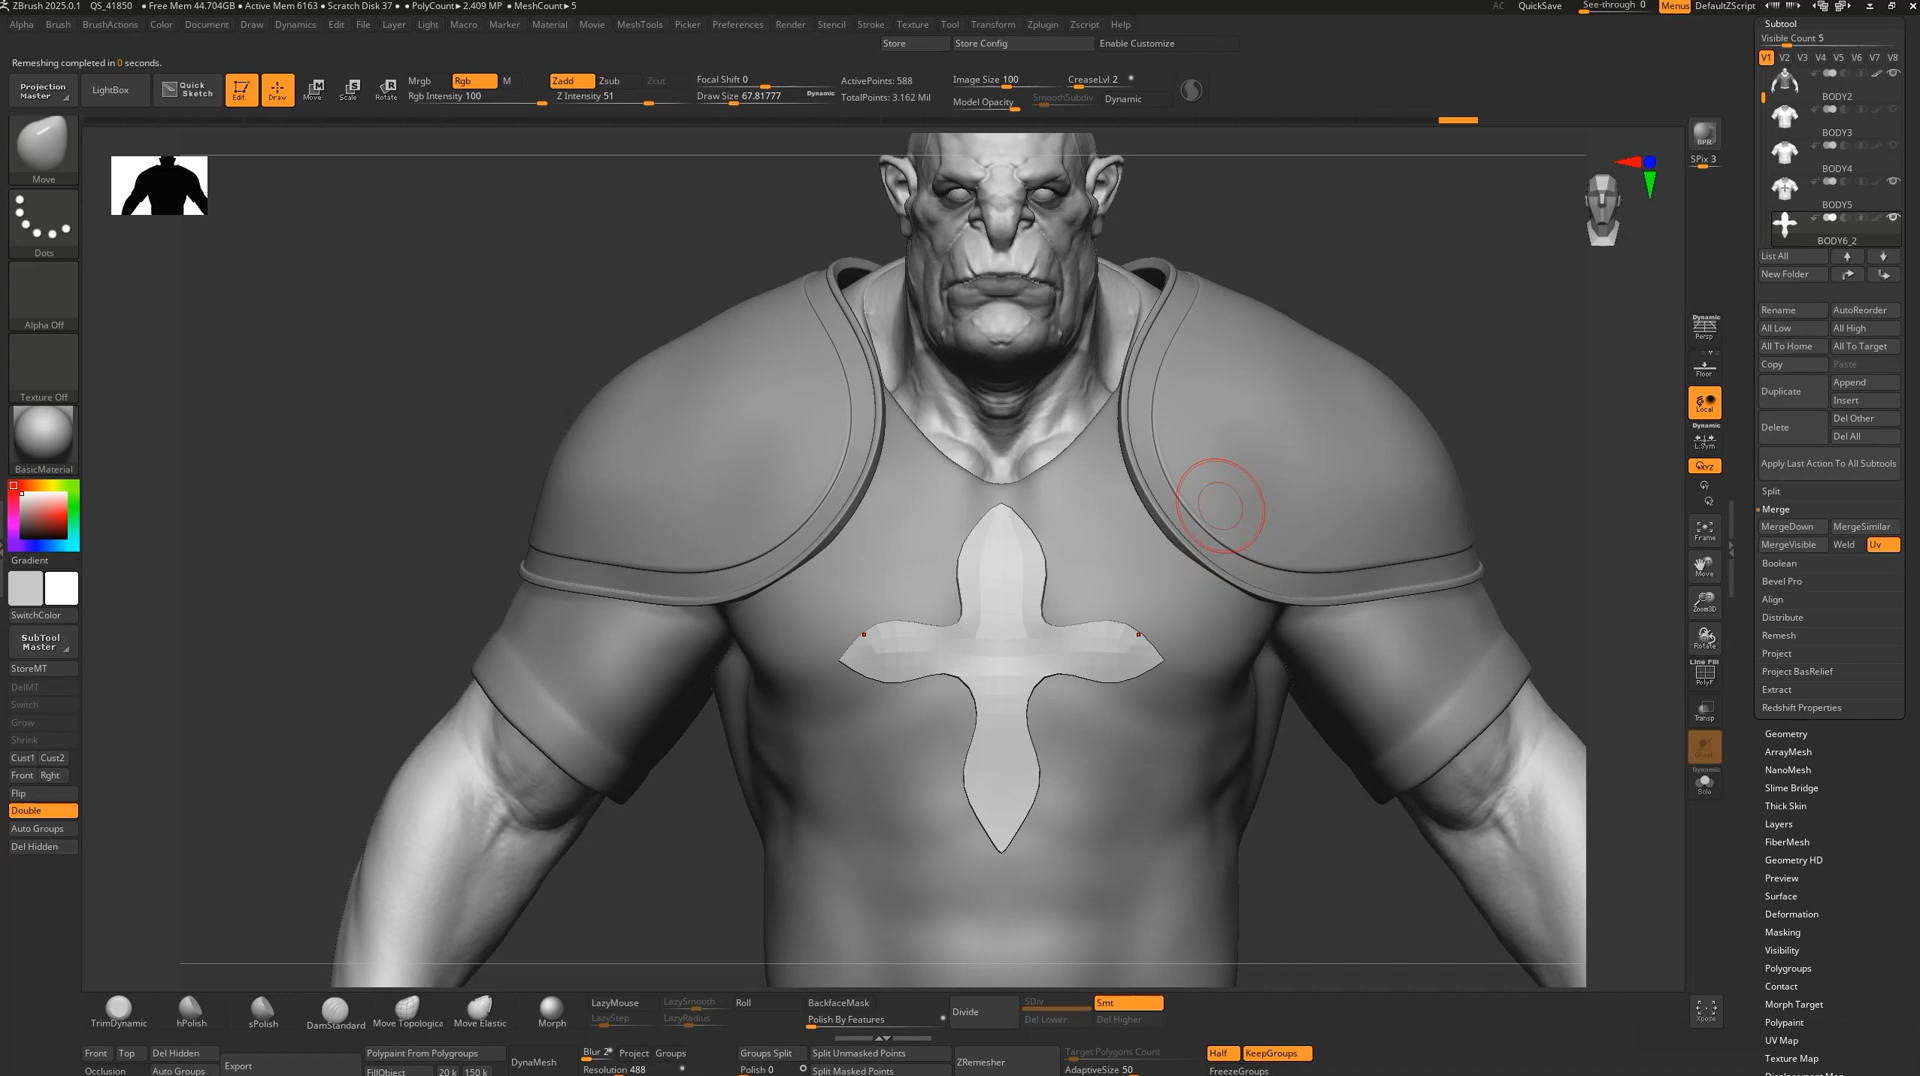 ZBrush 2025.0.1 QS_41850 • Free Mem 44.704GB • Active Mem 6163 • Scratch Disk 37 • PolyCount► 2.409 MP • MeshCount► 5 AC QuickSave See-through 0 Menus DefaultZScript
Alpha Brush BrushActions Color Document Draw Dynamics Edit File Layer Light Macro Marker Material Movie MeshTools Picker Preferences Render Stencil Stroke Texture Tool Transform Zplugin Zscript Help
Store Store Config Enable Customize
Remeshing completed in 0 seconds.
Projection Master
LightBox
Quick Sketch
Edit
Draw
Move
Scale
Rotate
Mrgb Rgb M
Rgb Intensity 100
Zadd Zsub Zcut
Z Intensity 51
Focal Shift 0
Draw Size 67.81777 Dynamic
ActivePoints: 588
TotalPoints: 3.162 Mil
Image Size 100
Model Opacity
CreaseLvl 2
SmoothSubdiv Dynamic
Move
Dots
Alpha Off
Texture Off
BasicMaterial
Gradient
SwitchColor
SubTool Master
StoreMT
DelMT
Switch
Grow
Shrink
Cust1 Cust2
Front Rght
Flip
Double
Auto Groups
Del Hidden
BPR
SPix 3
Dynamic
Persp
Floor
Local
Dynamic
L.Sym
XYZ
Frame
Move
Zoom3D
Rotate
Line Fill
PolyF
Transp
Ghost
Dynamic
Solo
Xpose
Subtool
Visible Count 5
V1 V2 V3 V4 V5 V6 V7 V8
BODY2
BODY3
BODY4
BODY5
BODY6_2
List All
New Folder
Rename AutoReorder
All Low All High
All To Home All To Target
Copy Paste
Duplicate Append
Insert
Delete Del Other
Del All
Apply Last Action To All Subtools
Split
Merge
MergeDown MergeSimilar
MergeVisible Weld Uv
Boolean
Bevel Pro
Align
Distribute
Remesh
Project
Project BasRelief
Extract
Redshift Properties
Geometry
ArrayMesh
NanoMesh
Slime Bridge
Thick Skin
Layers
FiberMesh
Geometry HD
Preview
Surface
Deformation
Masking
Visibility
Polygroups
Contact
Morph Target
Polypaint
UV Map
Texture Map
TrimDynamic
hPolish
sPolish
DamStandard
Move Topologica
Move Elastic
Morph
LazyMouse LazySmooth Roll
LazyStep LazyRadius
BackfaceMask
Polish By Features
Divide
SDiv Smt
Del Lower Del Higher
Front Top Del Hidden
Occlusion Auto Groups
Export
Polypaint From Polygroups
FillObject 20 k 150 k
DynaMesh
Blur 2 Project Groups
Resolution 488
Groups Split Split Unmasked Points
Polish 0 Split Masked Points
ZRemesher
Target Polygons Count
AdaptiveSize 50
Half KeepGroups
FreezeGroups